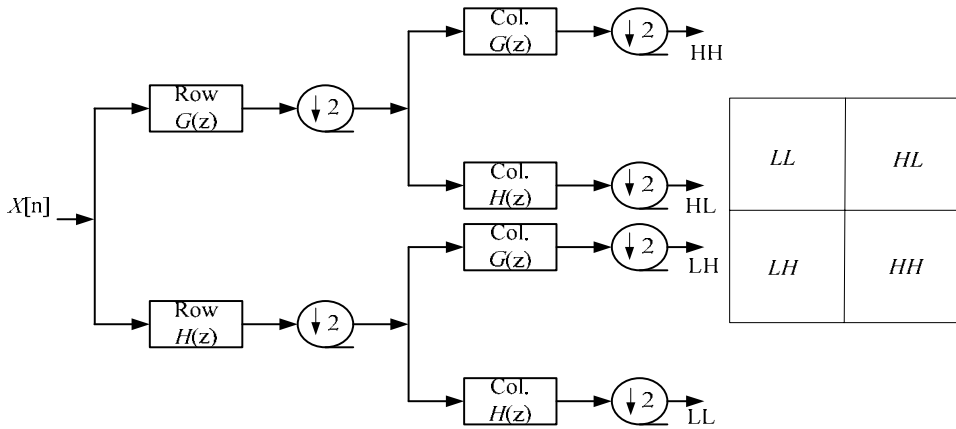 Col.
G(z)
↓ 2
HH
Row
G(z)
↓ 2
Col.
H(z)
↓ 2
HL
X[n]
Col.
G(z)
↓ 2
LH
Row
H(z)
↓ 2
Col.
H(z)
↓ 2
LL
LL HL
LH HH